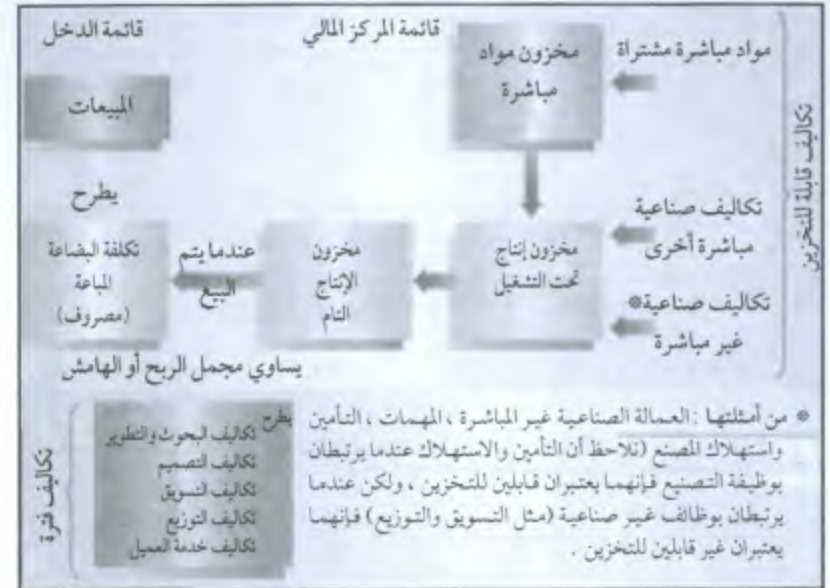 قائمة المركز المالي
قائمة الدخل
تكاليف قابلة للتخزين
مواد مباشرة مشتراة
مخزون مواد
مباشرة
المبيعات
يطرح
تكاليف صناعية
مباشرة أخرى
تكاليف صناعية*
غير مباشرة
مخزون إنتاج
تحت التشغيل
مخزون
الإنتاج
التام
عندما يتم
البيع
تكلفة البضاعة
المباعة
(مصروف)
يساوي مجمل الربح أو الهامش
* من أمثلتها : العمالة الصناعية غير المباشرة ، المهمات ، التأمين
واستهلاك المصنع (نلاحظ أن التأمين والاستهلاك عندما يرتبطان
بوظيفة التصنيع فإنهما يعتبران قابلين للتخزين ، ولكن عندما
يرتبطان بوظائف غير صناعية (مثل التسويق والتوزيع) فإنهما
يعتبران غير قابلين للتخزين .
يطرح
تكاليف البحوث والتطوير
تكاليف التصميم
تكاليف التسويق
تكاليف التوزيع
تكاليف خدمة العميل
تكاليف فترة